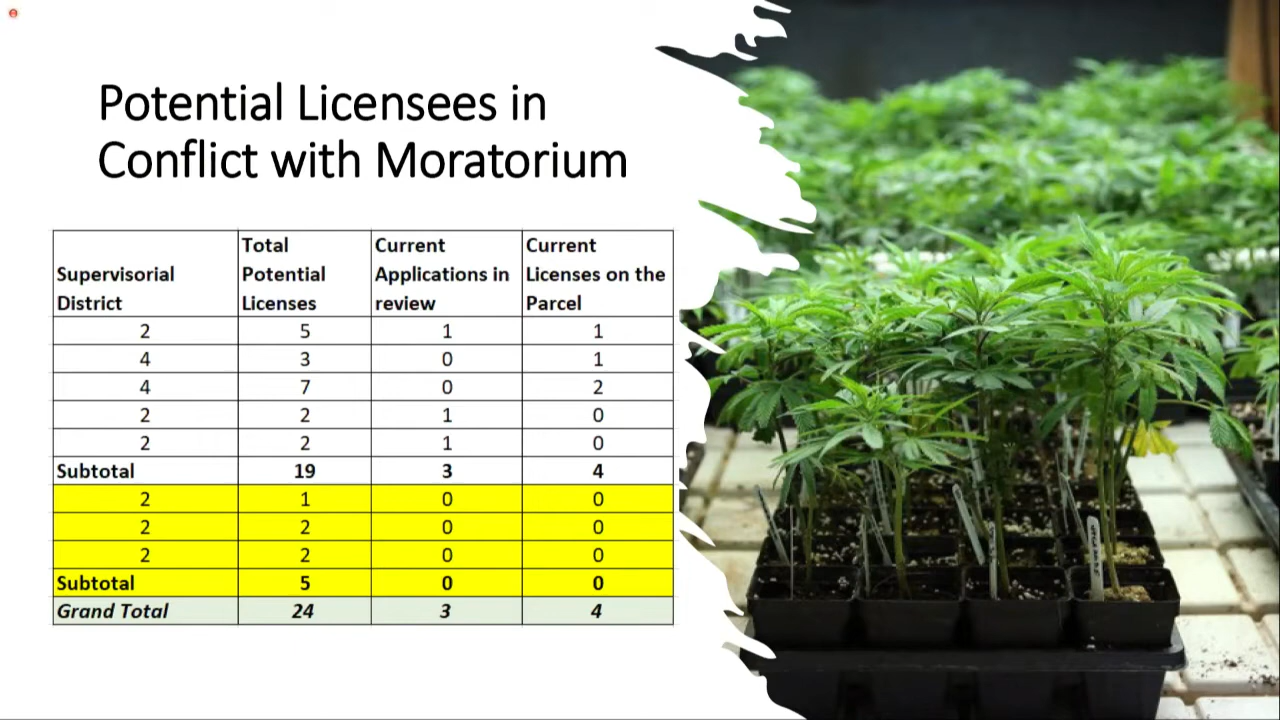 Potential Licensees in
Conflict with Moratorium
Supervisorial District Total Potential Licenses Current Applications in review Current Licenses on the Parcel
2 5 1 1
4 3 0 1
4 7 0 2
2 2 1 0
2 2 1 0
Subtotal 19 3 4
2 1 0 0
2 2 0 0
2 2 0 0
Subtotal 5 0 0
Grand Total 24 3 4